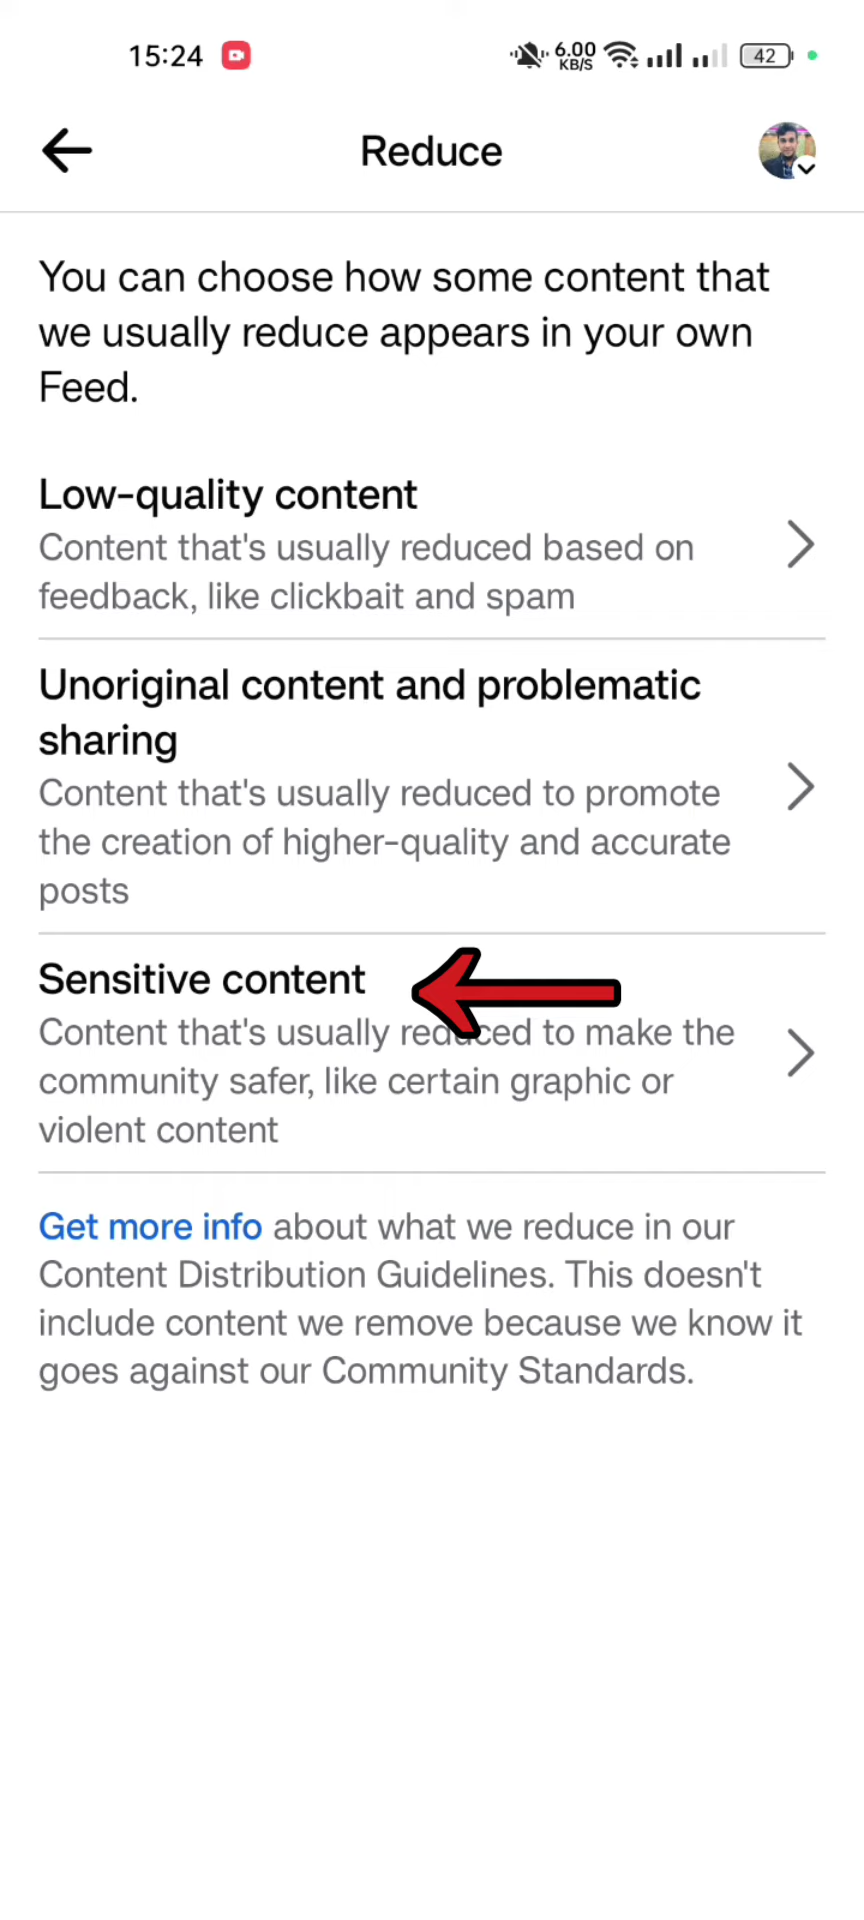 15:24
6.00
KB/S
42
Reduce
You can choose how some content that
we usually reduce appears in your own
Feed.
Low-quality content
Content that's usually reduced based on
feedback, like clickbait and spam
Unoriginal content and problematic
sharing
Content that's usually reduced to promote
the creation of higher-quality and accurate
posts
Sensitive content
Content that's usually reduced to make the
community safer, like certain graphic or
violent content
Get more info about what we reduce in our
Content Distribution Guidelines. This doesn't
include content we remove because we know it
goes against our Community Standards.